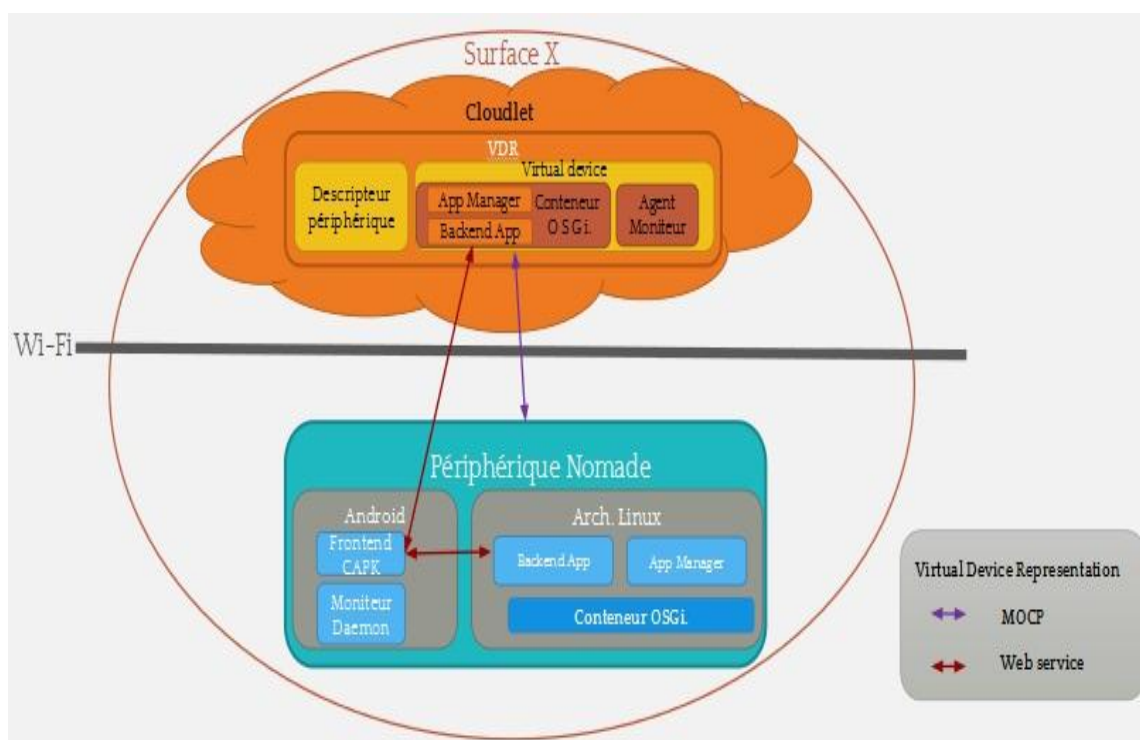 Surface X
Cloudlet
VDR
Virtual device
Descripteur
périphérique
App Manager
Backend App
Conteneur
OSGi.
Agent
Moniteur
Wi-Fi
Périphérique Nomade
Android
Frontend
CAPK
Moniteur
Daemon
Arch. Linux
Backend App
App Manager
Conteneur OSGi.
Virtual Device Representation
MOCP
Web service